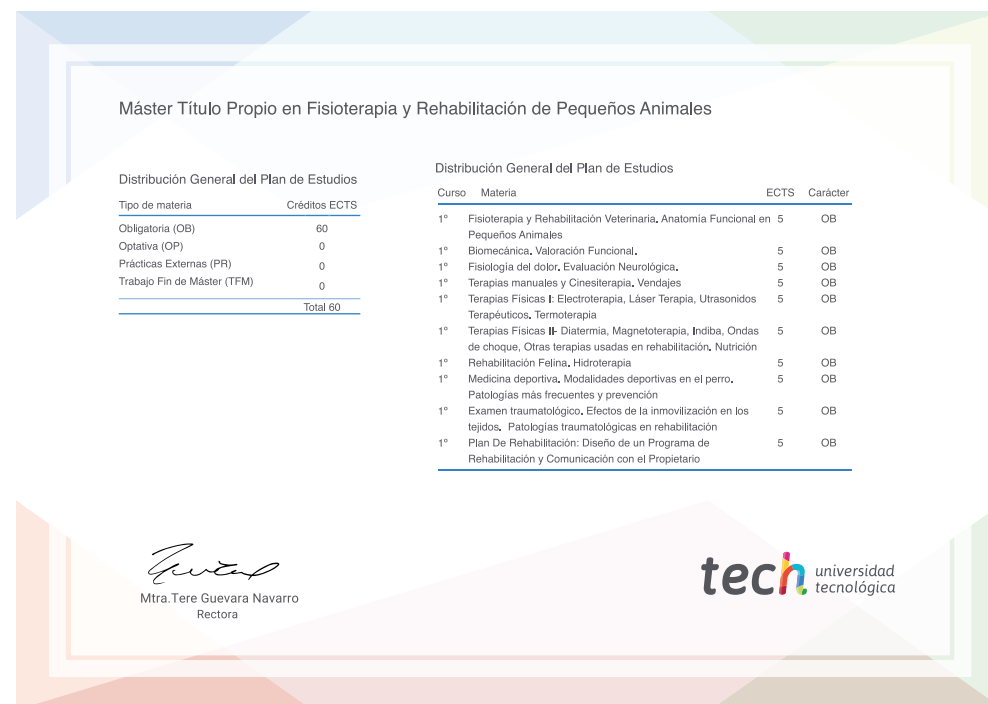 Máster Título Propio en Fisioterapia y Rehabilitación de Pequeños Animales
Distribución General del Plan de Estudios
Tipo de materia Créditos ECTS
Obligatoria (OB) 60
Optativa (OP) 0
Prácticas Externas (PR) 0
Trabajo Fin de Máster (TFM) 0
Total 60
Distribución General del Plan de Estudios
Curso Materia ECTS Carácter
1º Fisioterapia y Rehabilitación Veterinaria. Anatomía Funcional en 5 OB
Pequeños Animales
1º Biomecánica. Valoración Funcional. 5 OB
1º Fisiología del dolor. Evaluación Neurológica. 5 OB
1º Terapias manuales y Cinesiterapia. Vendajes 5 OB
1º Terapias Físicas I: Electroterapia, Láser Terapia, Utrasonidos 5 OB
Terapéuticos. Termoterapia
1º Terapias Físicas II- Diatermia, Magnetoterapia, Indiba, Ondas 5 OB
de choque, Otras terapias usadas en rehabilitación. Nutrición
1º Rehabilitación Felina. Hidroterapia 5 OB
1º Medicina deportiva. Modalidades deportivas en el perro. 5 OB
Patologías más frecuentes y prevención
1º Examen traumatológico. Efectos de la inmovilización en los 5 OB
tejidos. Patologías traumatológicas en rehabilitación
1º Plan De Rehabilitación: Diseño de un Programa de 5 OB
Rehabilitación y Comunicación con el Propietario
Mtra.Tere Guevara Navarro
Rectora
tech universidad
tecnológica